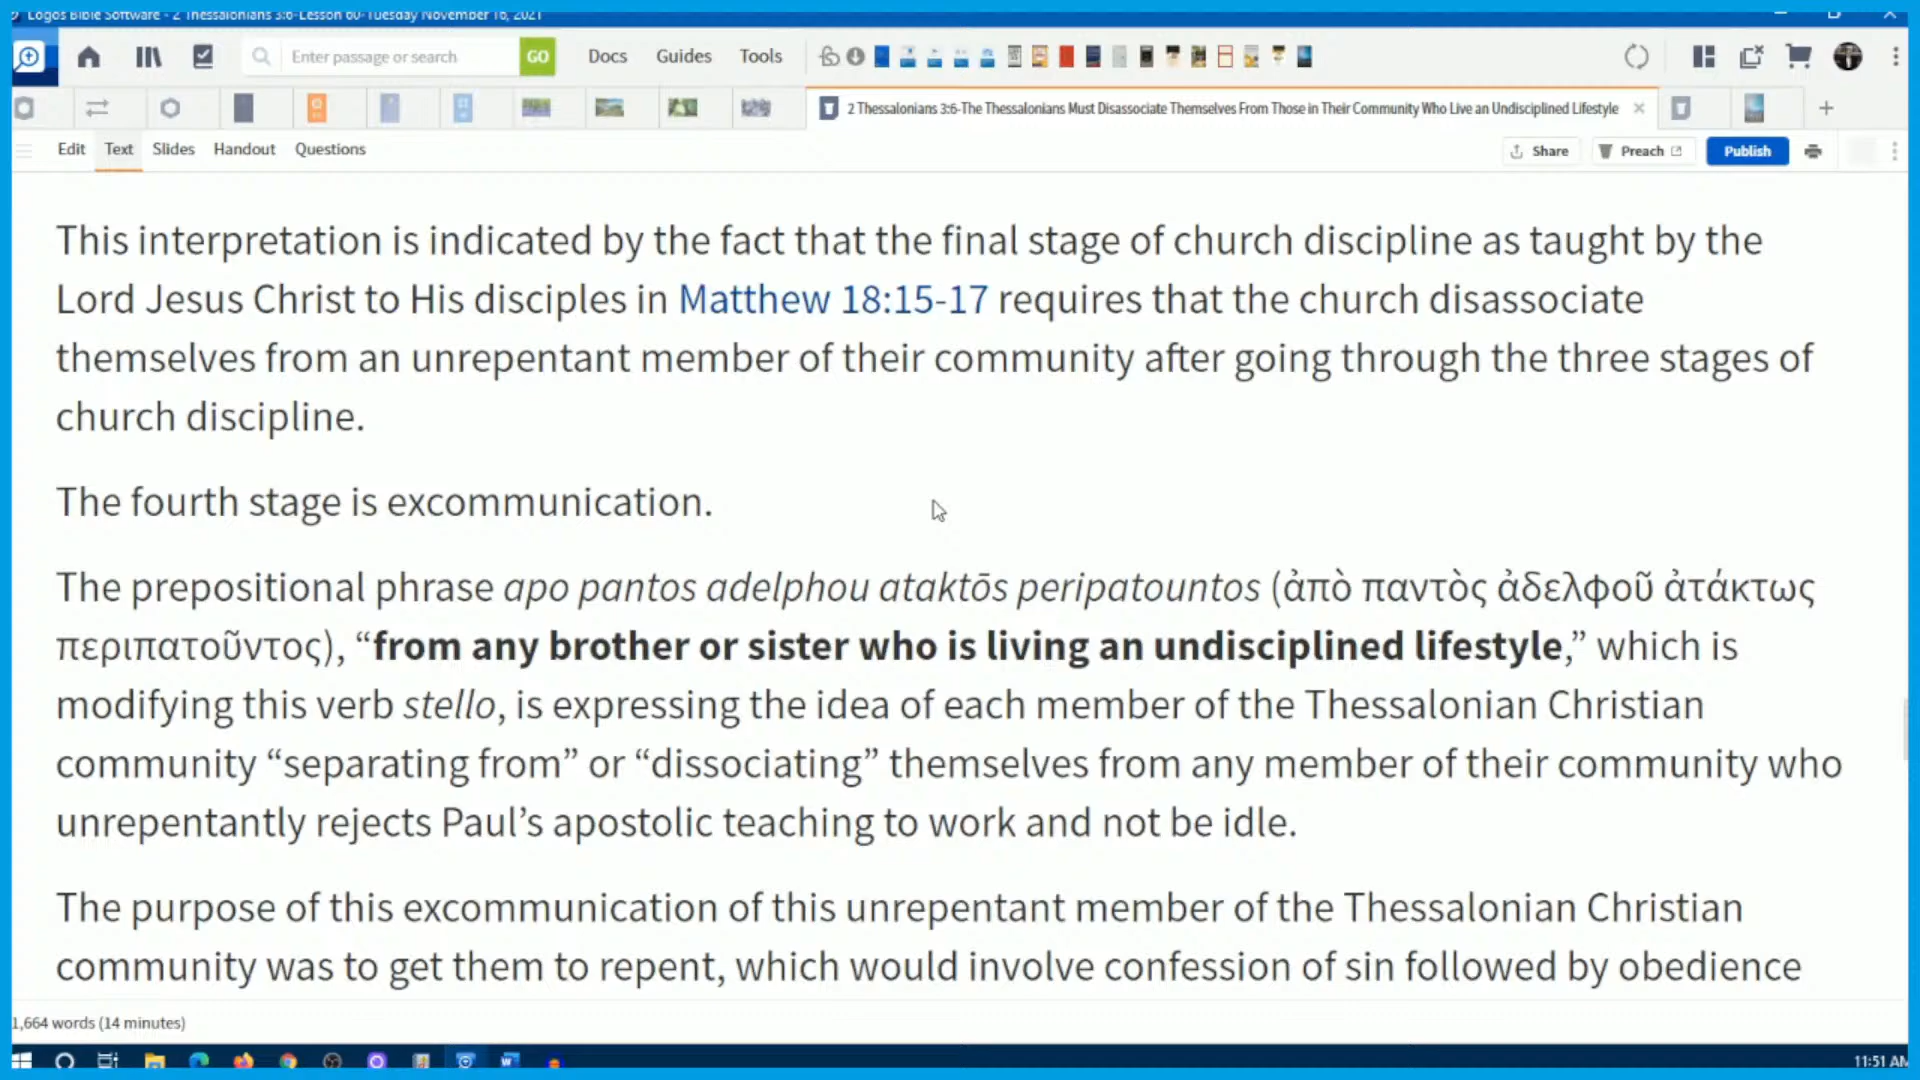 Logos Bible Software - 2 Thessalonians 3:6-Lesson 60-Tuesday November 16, 2021
Enter passage or search
GO
Docs
Guides
Tools
2 Thessalonians 3:6-The Thessalonians Must Disassociate Themselves From Those in Their Community Who Live an Undisciplined Lifestyle
Edit
Text
Slides
Handout
Questions
Share
Preach
Publish
This interpretation is indicated by the fact that the final stage of church discipline as taught by the
Lord Jesus Christ to His disciples in Matthew 18:15-17 requires that the church disassociate
themselves from an unrepentant member of their community after going through the three stages of
church discipline.
The fourth stage is excommunication.
The prepositional phrase apo pantos adelphou ataktōs peripatountos (ἀπὸ παντὸς ἀδελφοῦ ἀτάκτως
περιπατοῦντος), “from any brother or sister who is living an undisciplined lifestyle,” which is
modifying this verb stello, is expressing the idea of each member of the Thessalonian Christian
community “separating from” or “dissociating” themselves from any member of their community who
unrepentantly rejects Paul’s apostolic teaching to work and not be idle.
The purpose of this excommunication of this unrepentant member of the Thessalonian Christian
community was to get them to repent, which would involve confession of sin followed by obedience
1,664 words (14 minutes)
11:51 AM